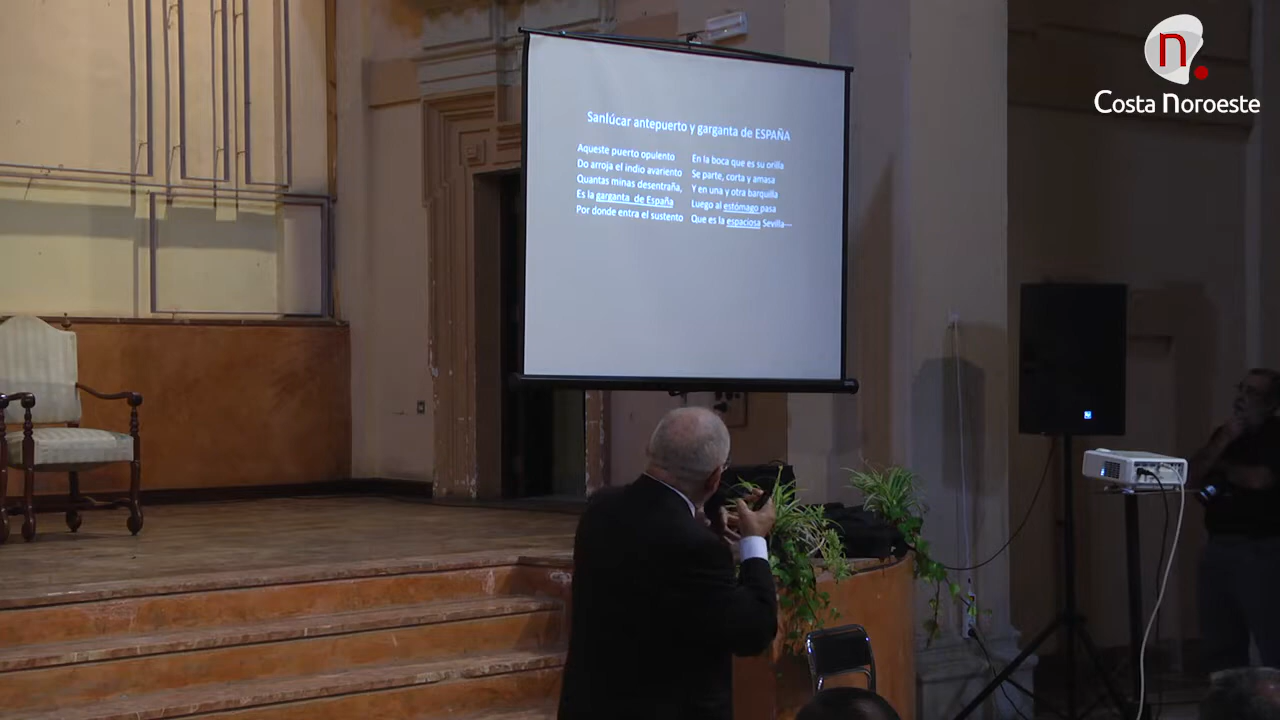 n.
Costa Noroeste
Sanlúcar antepuerto y garganta de ESPAÑA
Aqueste puerto opulento
Do arroja el indio avariento
Quantas minas desentraña,
Es la garganta de España
Por donde entra el sustento
En la boca que es su orilla
Se parte, corta y amasa
Y en una y otra barquilla
Luego al estómago pasa
Que es la espaciosa Sevilla—